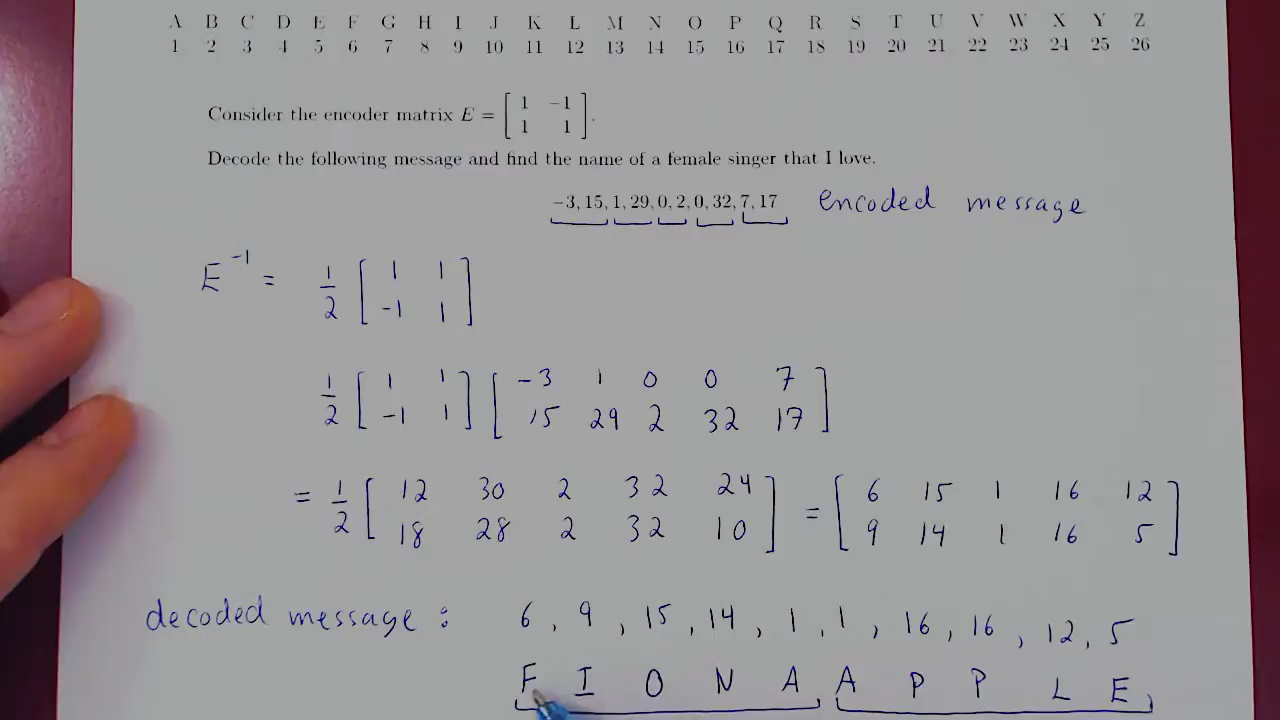 A B C D E F G H I J K L M N O P Q R S T U V W X Y Z
1 2 3 4 5 6 7 8 9 10 11 12 13 14 15 16 17 18 19 20 21 22 23 24 25 26
Consider the encoder matrix E = [ 1 −1
1 1 ].
Decode the following message and find the name of a female singer that I love.
−3, 15, 1, 29, 0, 2, 0, 32, 7, 17 encoded message
E⁻¹ = 1/2 [ 1 1
-1 1 ]
1/2 [ 1 1 ] [ -3 1 0 0 7 ]
[ -1 1 ] [ 15 29 2 32 17 ]
= 1/2 [ 12 30 2 32 24 ] = [ 6 15 1 16 12 ]
[ 18 28 2 32 10 ] [ 9 14 1 16 5 ]
decoded message : 6 , 9 , 15 , 14 , 1 , 1 , 16 , 16 , 12 , 5
F I O N A A P P L E